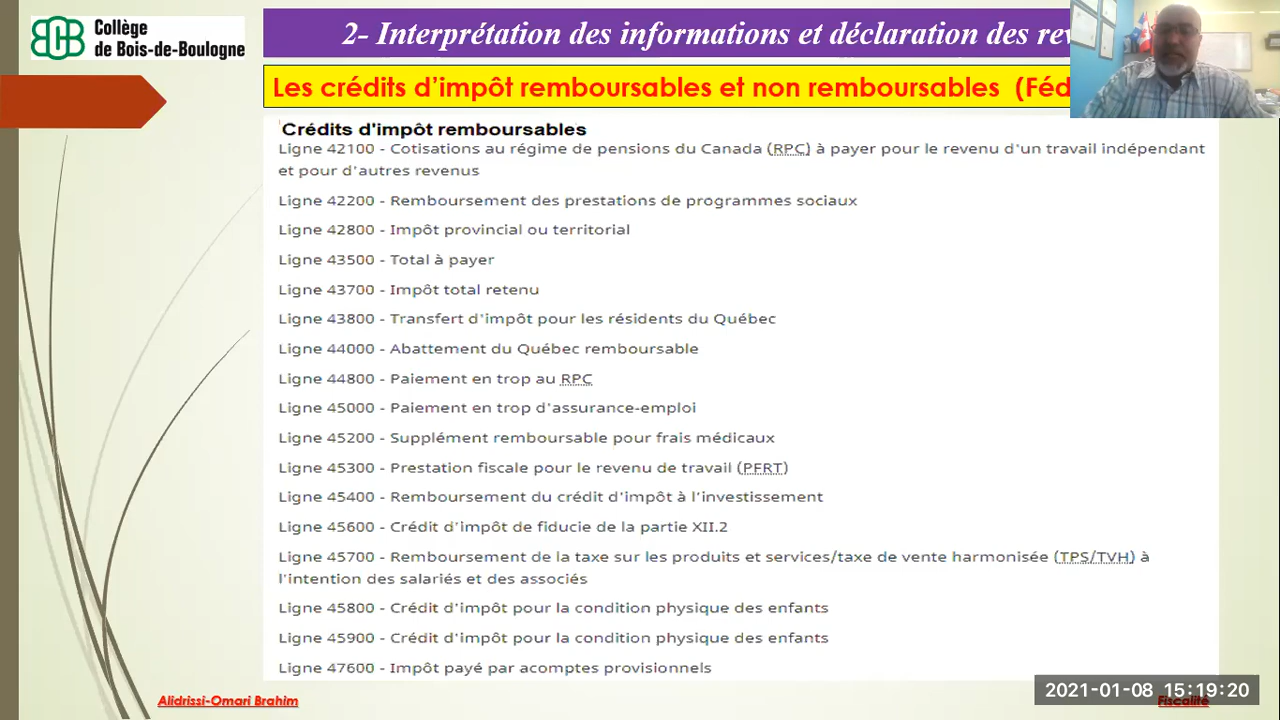 Collège
de Bois-de-Boulogne
2- Interprétation des informations et déclaration des
Les crédits d'impôt remboursables et non remboursables
Crédits d'impôt remboursables
Ligne 42100 - Cotisations au régime de pensions du Canada (RPC) à payer pour le revenu d'un travail indépendant
et pour d'autres revenus
Ligne 42200 - Remboursement des prestations de programmes sociaux
Ligne 42800 - Impôt provincial ou territorial
Ligne 43500 - Total à payer
Ligne 43700 - Impôt total retenu
Ligne 43800 - Transfert d'impôt pour les résidents du Québec
Ligne 44000 - Abattement du Québec remboursable
Ligne 44800 - Paiement en trop au RPC
Ligne 45000 - Paiement en trop d'assurance-emploi
Ligne 45200 - Supplément remboursable pour frais médicaux
Ligne 45300 - Prestation fiscale pour le revenu de travail (PFRT)
Ligne 45400 - Remboursement du crédit d'impôt à l'investissement
Ligne 45600 - Crédit d'impôt de fiducie de la partie XII.2
Ligne 45700 - Remboursement de la taxe sur les produits et services/taxe de vente harmonisée (TPS/TVH) à
l'intention des salariés et des associés
Ligne 45800 - Crédit d'impôt pour la condition physique des enfants
Ligne 45900 - Crédit d'impôt pour la condition physique des enfants
Ligne 47600 - Impôt payé par acomptes provisionnels
Alidrissi-Omari Brahim
2021-01-08 15:19:20
Fiscalité